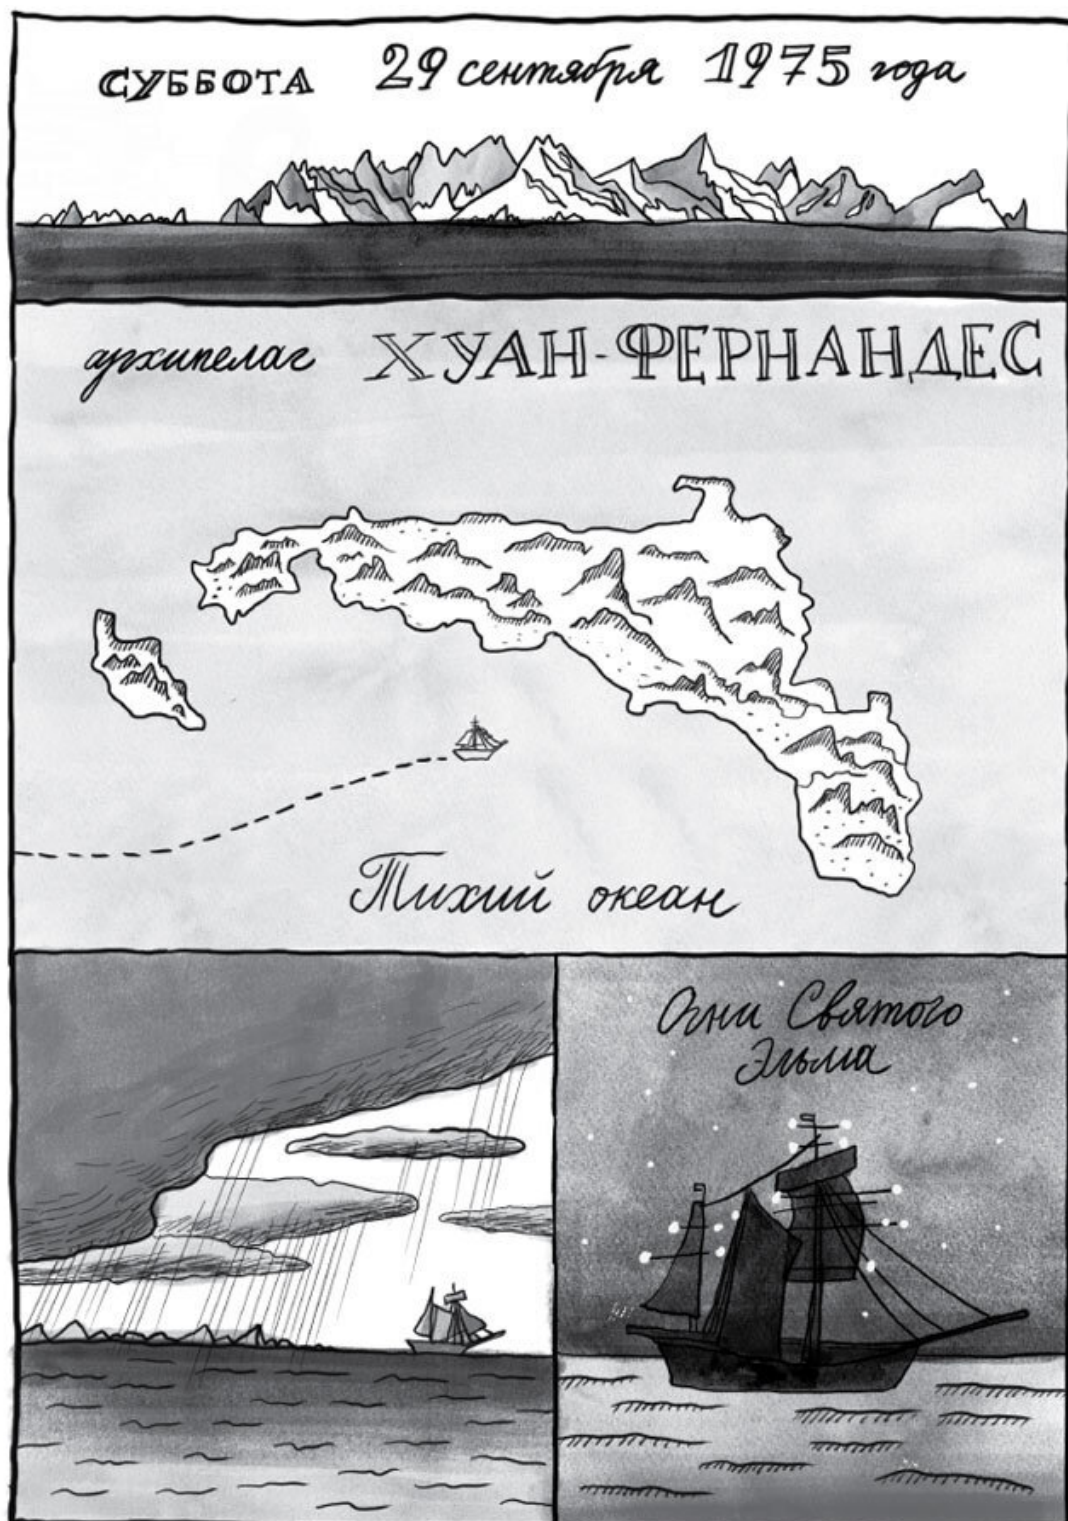 СУББОТА 29 сентября 1975 года
архипелаг ХУАН-ФЕРНАНДЕС
Тихий океан
Огни Святого
Эльма